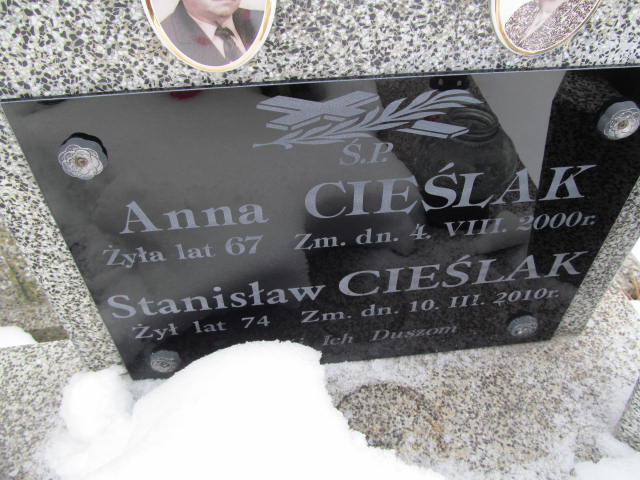 Ś.P.
Anna CIEŚLAK
Żyła lat 67 Zm. dn. 4. VIII. 2000r.
Stanisław CIEŚLAK
Żył lat 74 Zm. dn. 10. III. 2010r.
Ich Duszom